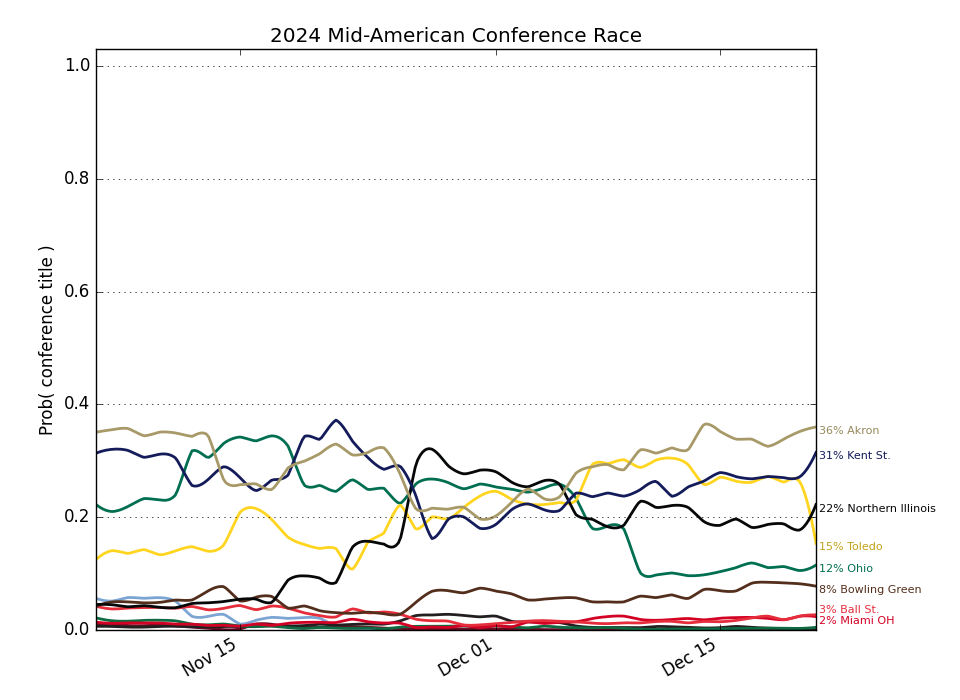 2024 Mid-American Conference Race
Prob( conference title )
1.0
0.8
0.6
0.4
0.2
0.0
Nov 15
Dec 01
Dec 15
36% Akron
31% Kent St.
22% Northern Illinois
15% Toledo
12% Ohio
8% Bowling Green
3% Ball St.
2% Miami OH